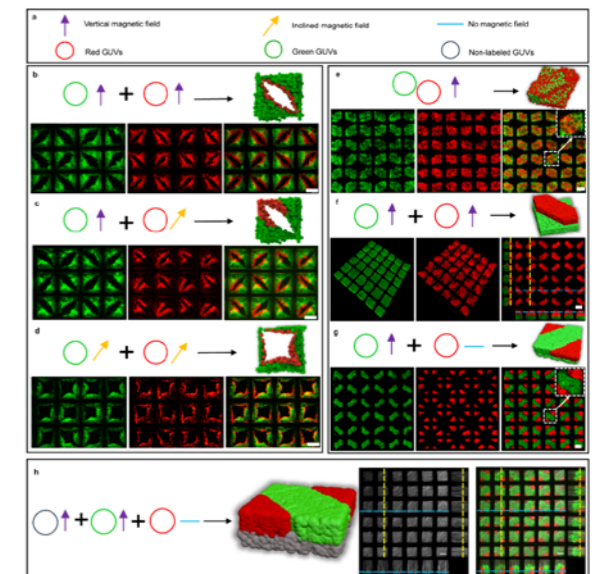 a
Vertical magnetic field
Inclined magnetic field
No magnetic field
Red GUVs
Green GUVs
Non-labeled GUVs
b
+
c
+
d
+
e
f
+
g
+
h
+ +